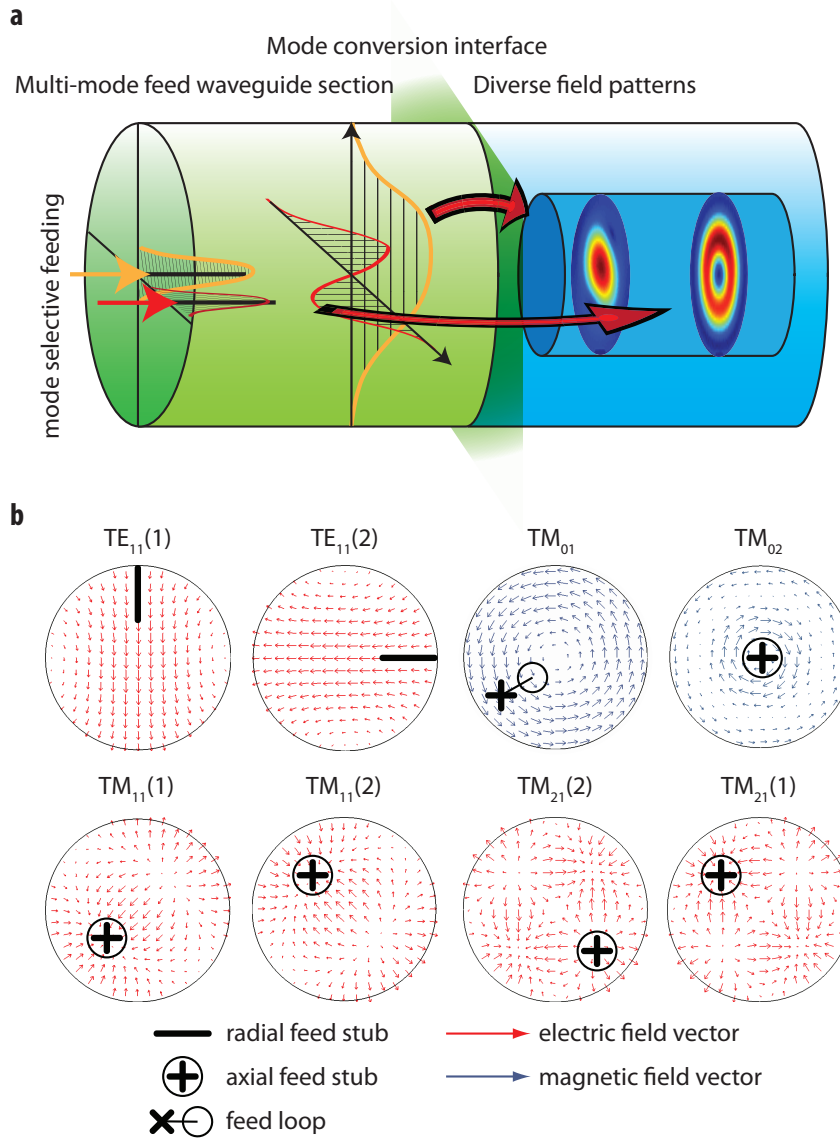 a
Mode conversion interface
Multi-mode feed waveguide section
Diverse field patterns
mode selective feeding
b
TE₁₁(1)
TE₁₁(2)
TM₀₁
TM₀₂
TM₁₁(1)
TM₁₁(2)
TM₂₁(2)
TM₂₁(1)
radial feed stub
electric field vector
axial feed stub
magnetic field vector
feed loop